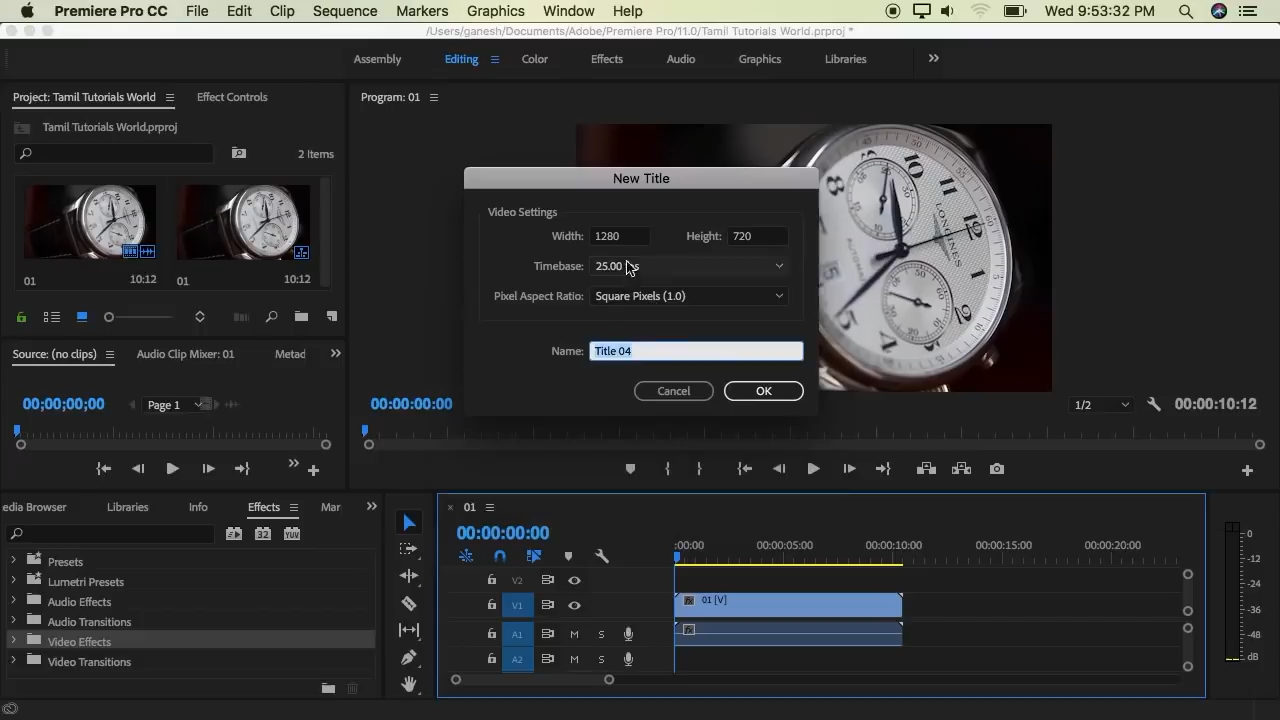 Premiere Pro CC File Edit Clip Sequence Markers Graphics Window Help Wed 9:53:32 PM
/Users/ganesh/Documents/Adobe/Premiere Pro/11.0/Tamil Tutorials World.prproj *
Assembly Editing Color Effects Audio Graphics Libraries
Project: Tamil Tutorials World Effect Controls
Tamil Tutorials World.prproj
2 Items
01 10:12 01 10:12
Program: 01
LONGINES
New Title
Video Settings
Width: 1280 Height: 720
Timebase: 25.00
Pixel Aspect Ratio: Square Pixels (1.0)
Name: Title 04
Cancel OK
Source: (no clips) Audio Clip Mixer: 01 Metad
00;00;00;00 Page 1
00:00:00:00 1/2 00:00:10:12
edia Browser Libraries Info Effects Mar
32 YUV
Presets
Lumetri Presets
Audio Effects
Audio Transitions
Video Effects
Video Transitions
01
00:00:00:00
:00:00 00:00:05:00 00:00:10:00 00:00:15:00 00:00:20:00
V2
V1 fx 01 [V]
A1 M S
A2 M S
0
-12
-24
-36
-48
dB